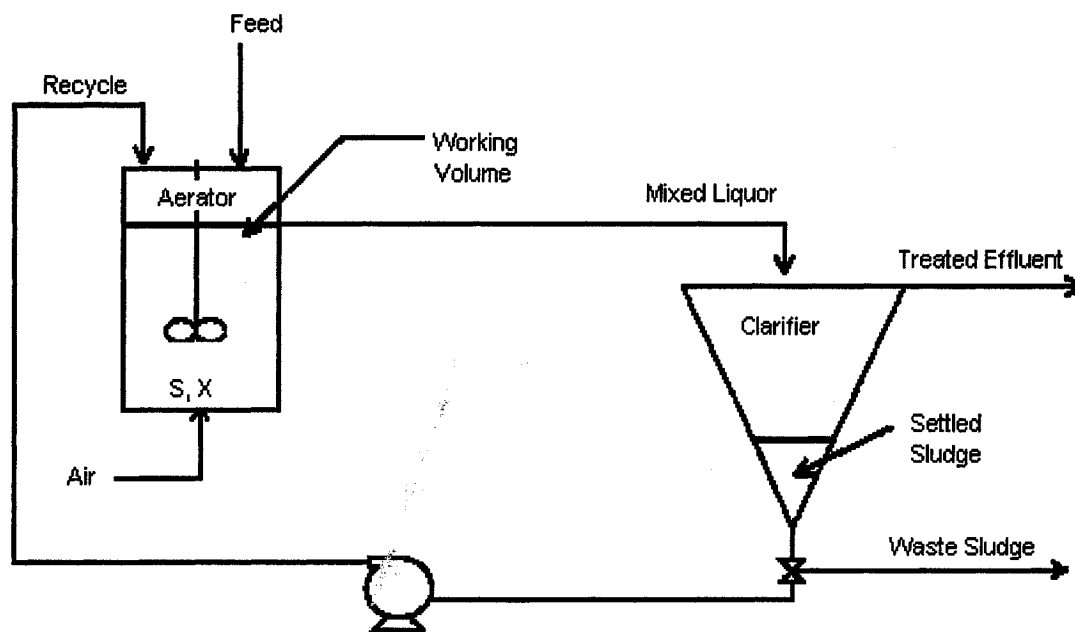 Feed
Recycle
Working
Volume
Aerator
Mixed Liquor
Treated Effluent
Clarifier
S, X
Settled
Sludge
Air
Waste Sludge